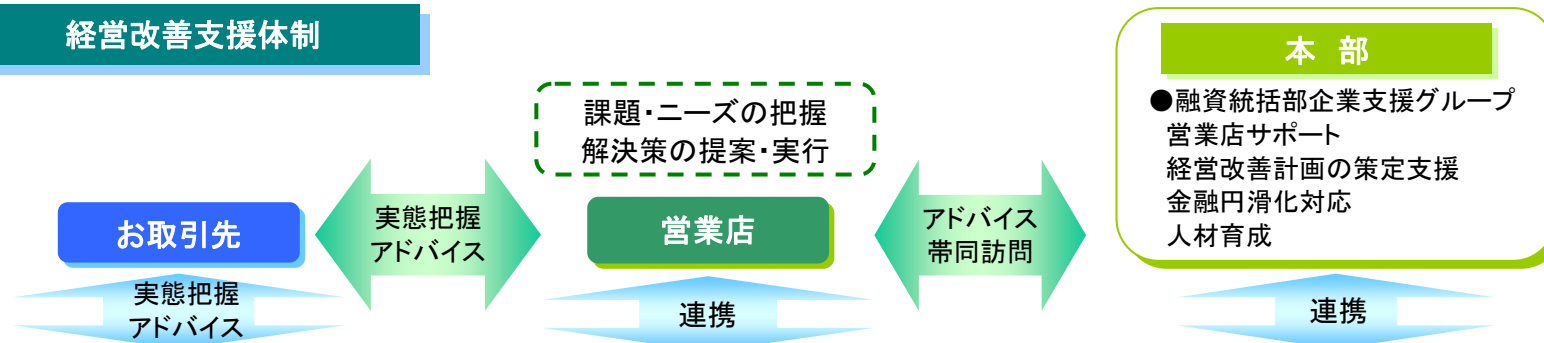 経営改善支援体制
課題・ニーズの把握
解決策の提案・実行
お取引先
実態把握
アドバイス
営業店
アドバイス
帯同訪問
本 部
●融資統括部企業支援グループ
営業店サポート
経営改善計画の策定支援
金融円滑化対応
人材育成
実態把握
アドバイス
連携
連携